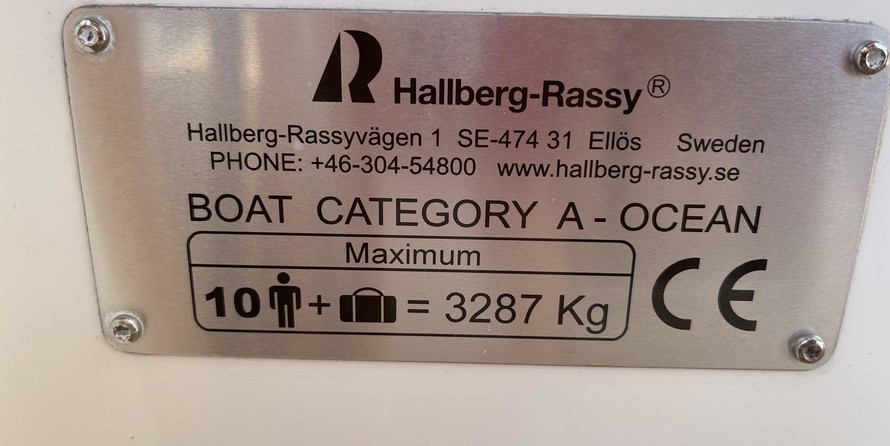 R Hallberg-Rassy®
Hallberg-Rassyvägen 1 SE-474 31 Ellös Sweden
PHONE: +46-304-54800 www.hallberg-rassy.se
BOAT CATEGORY A - OCEAN
Maximum
10 + = 3287 Kg
CE